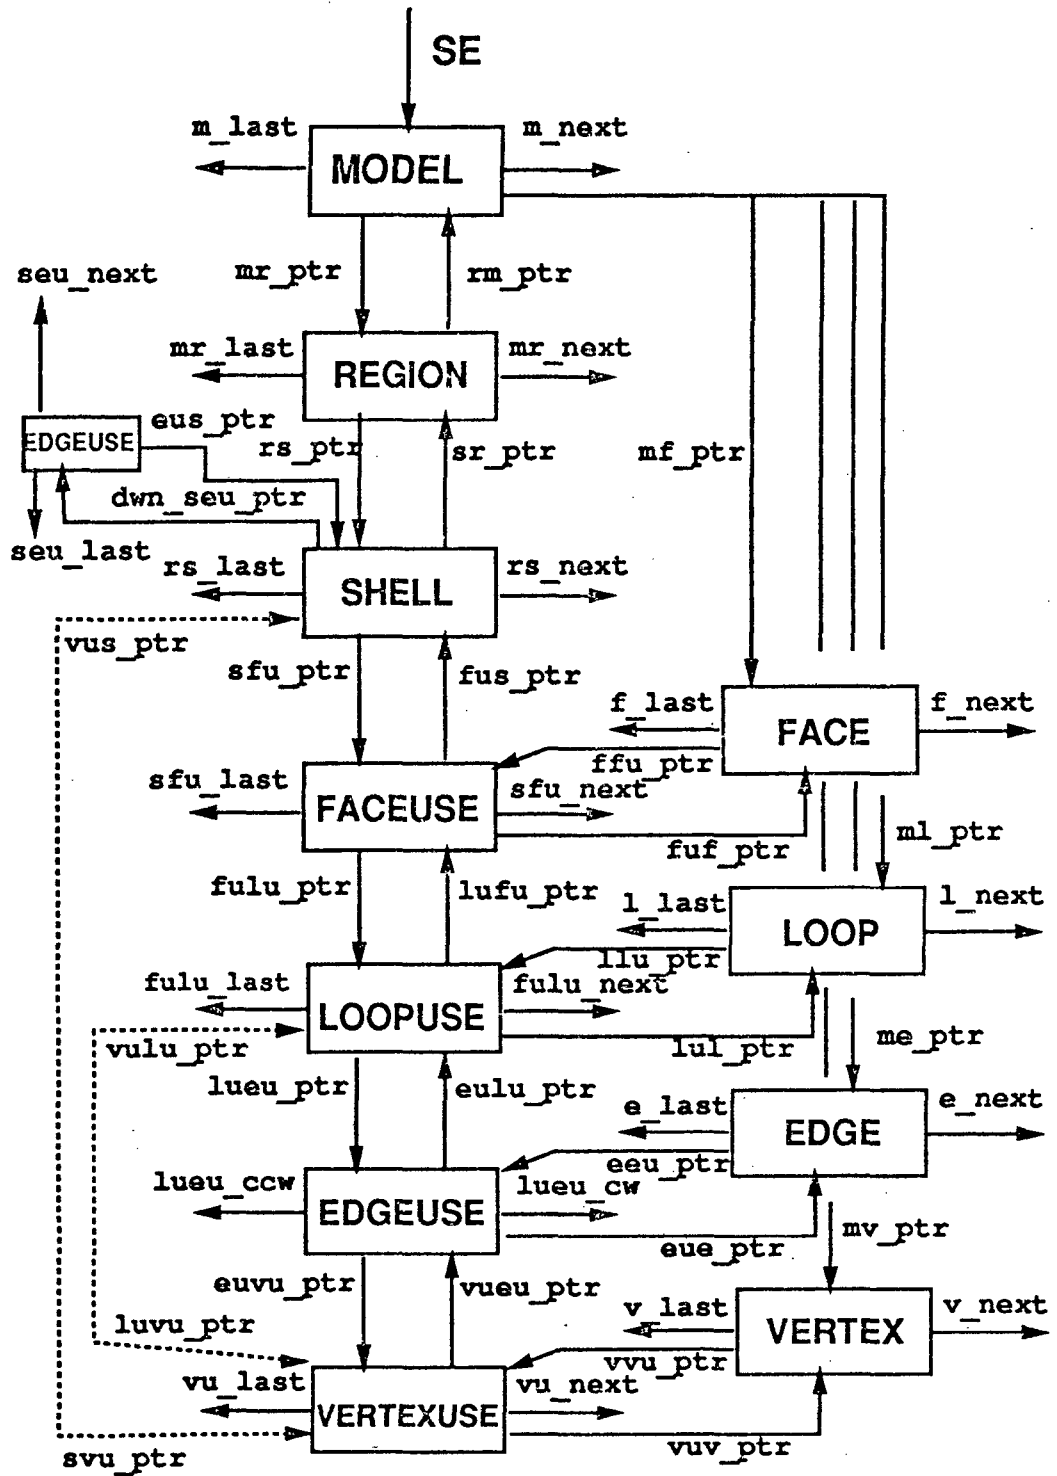 SE
m_last
m_next
MODEL
mr_ptr
rm_ptr
seu_next
mr_last
mr_next
REGION
EDGEUSE
eus_ptr
rs_ptr
sr_ptr
mf_ptr
dwn_seu_ptr
seu_last
rs_last
rs_next
SHELL
vus_ptr
sfu_ptr
fus_ptr
f_last
f_next
FACE
ffu_ptr
sfu_last
sfu_next
FACEUSE
fuf_ptr
ml_ptr
fulu_ptr
lufu_ptr
l_last
l_next
LOOP
llu_ptr
fulu_last
fulu_next
LOOPUSE
vulu_ptr
lul_ptr
me_ptr
lueu_ptr
eulu_ptr
e_last
e_next
EDGE
eeu_ptr
lueu_ccw
lueu_cw
EDGEUSE
eue_ptr
mv_ptr
euvu_ptr
vueu_ptr
v_last
v_next
luvu_ptr
VERTEX
vvu_ptr
vu_last
vu_next
VERTEXUSE
vuv_ptr
svu_ptr